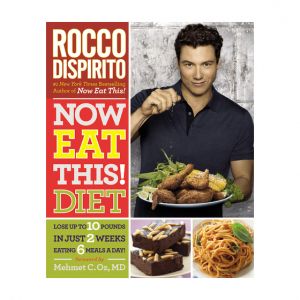 ROCCO
DISPIRITO
#1 New York Times Bestselling
Author of Now Eat This!
NOW
EAT
THIS!
DIET
LOSE UP TO 10 POUNDS
IN JUST 2 WEEKS
EATING 6 MEALS A DAY!
Foreword by
Mehmet C. Oz, MD